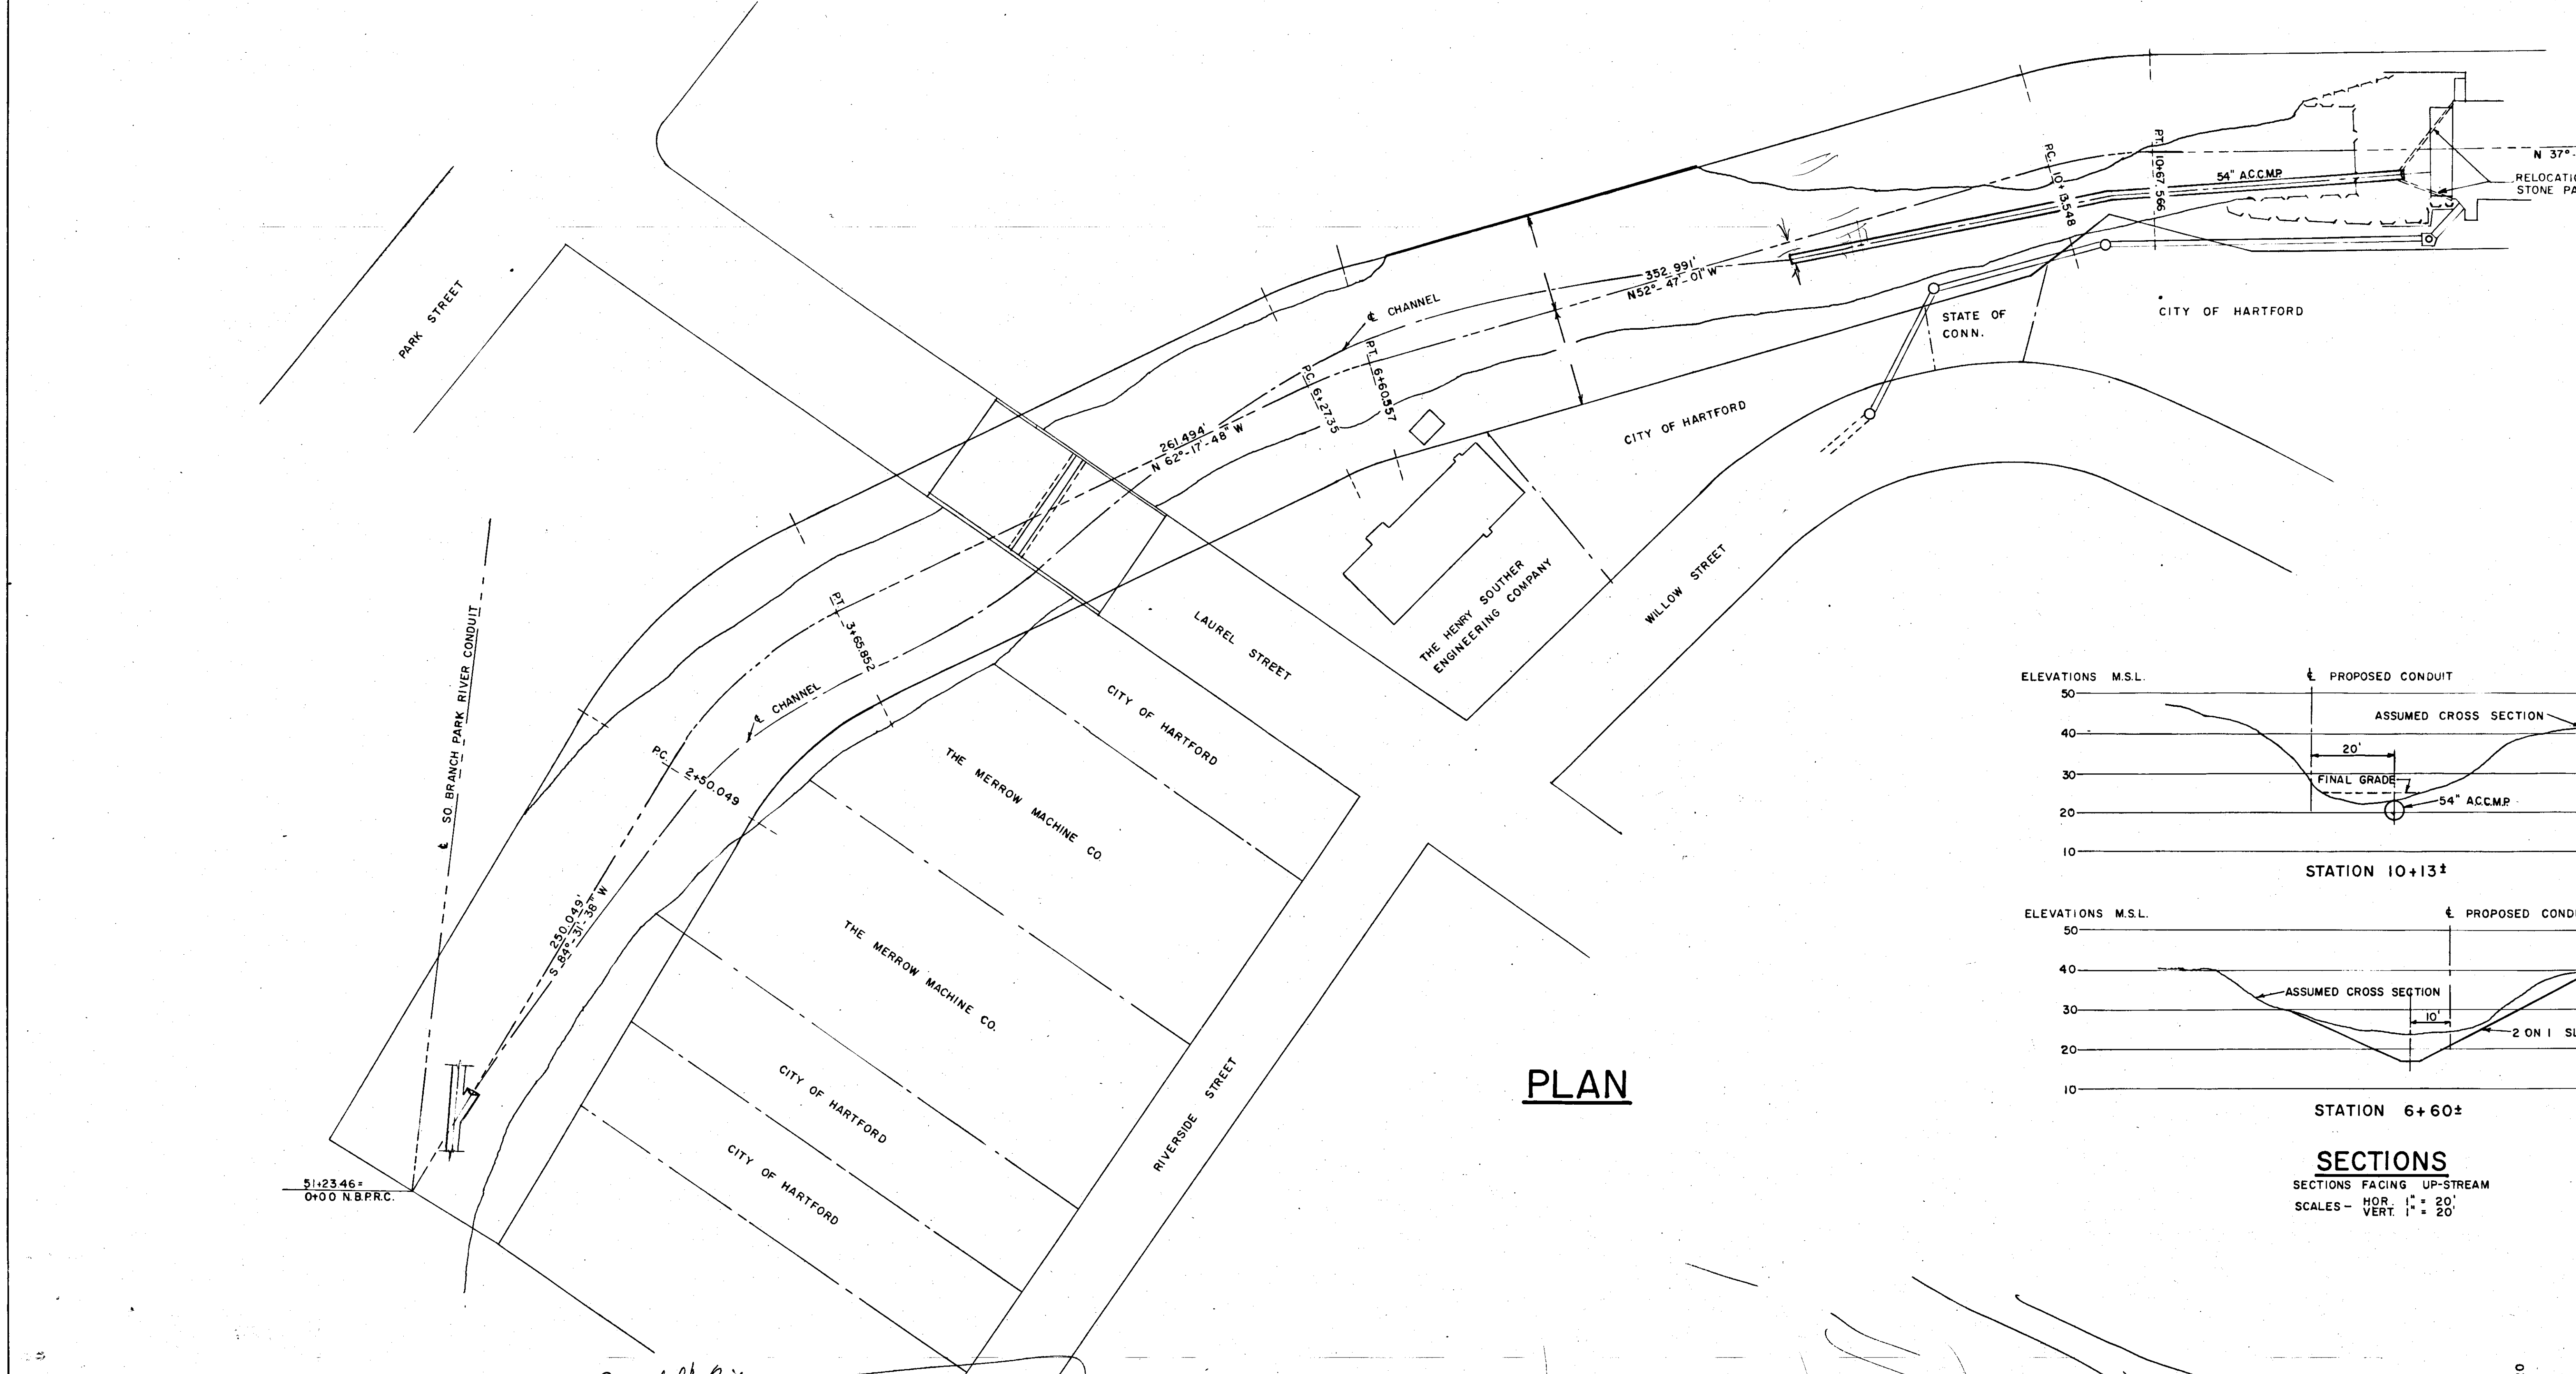 PARK STREET
℄ SO. BRANCH PARK RIVER CONDUIT
51+23.46 =
0+00 N.B.P.R.C.
250.049'
S 84°-31'-38" W
P.C. 2+50.049
P.T. 3+65.852
℄ CHANNEL
261.494'
N 62°-17'-48" W
P.C. 6+27.35
P.T. 6+60.557
℄ CHANNEL
352.991'
N52°-47'-01" W
P.C. 10+13.548
P.T. 10+67.566
54" A.C.C.M.P.
N 37°-
RELOCATI
STONE PA
STATE OF
CONN.
CITY OF HARTFORD
CITY OF HARTFORD
WILLOW STREET
THE HENRY SOUTHER
ENGINEERING COMPANY
LAUREL STREET
CITY OF HARTFORD
THE MERROW MACHINE CO.
THE MERROW MACHINE CO.
CITY OF HARTFORD
CITY OF HARTFORD
RIVERSIDE STREET
PLAN
ELEVATIONS M.S.L.
℄ PROPOSED CONDUIT
50
ASSUMED CROSS SECTION
40
20'
30
FINAL GRADE
54" A.C.C.M.P.
20
10
STATION 10+13±
ELEVATIONS M.S.L.
℄ PROPOSED CONDU
50
40
ASSUMED CROSS SECTION
30
10'
2 ON 1 SL
20
10
STATION 6+60±
SECTIONS
SECTIONS FACING UP-STREAM
SCALES- HOR. 1" = 20'
VERT. 1" = 20'